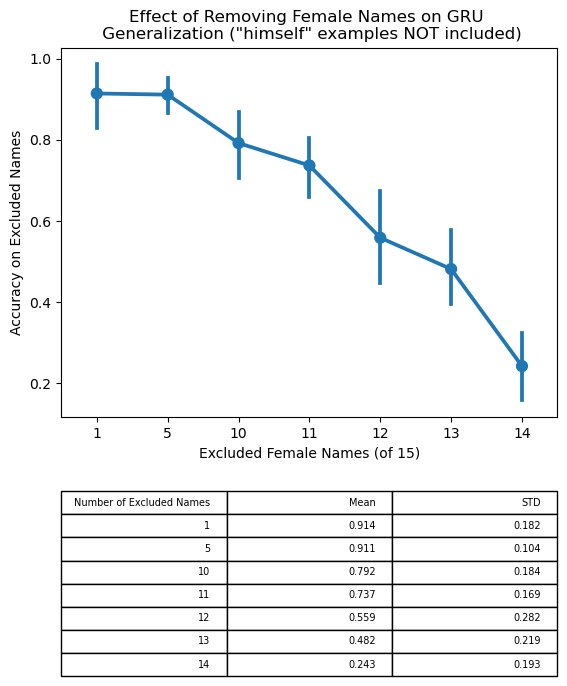 Effect of Removing Female Names on GRU
Generalization ("himself" examples NOT included)
1.0
0.8
0.6
0.4
0.2
Accuracy on Excluded Names
1 5 10 11 12 13 14
Excluded Female Names (of 15)
Number of Excluded Names Mean STD
1 0.914 0.182
5 0.911 0.104
10 0.792 0.184
11 0.737 0.169
12 0.559 0.282
13 0.482 0.219
14 0.243 0.193